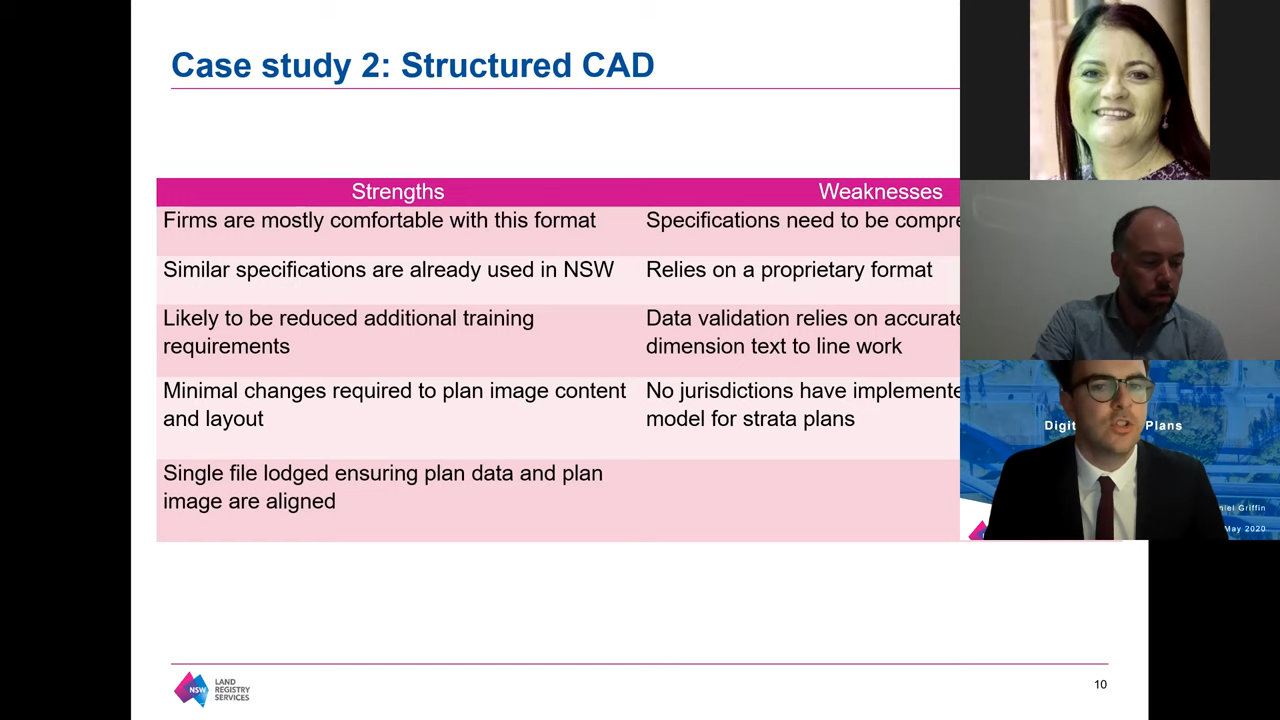 Case study 2: Structured CAD
Strengths
Weaknesses
Firms are mostly comfortable with this format
Specifications need to be
Similar specifications are already used in NSW
Relies on a proprietary format
Likely to be reduced additional training
requirements
Data validation relies on accurate
dimension text to line work
Minimal changes required to plan image content
and layout
No jurisdictions have
model for strata plans
Single file lodged ensuring plan data and plan
image are aligned
Plans
Griffin
May 2020
NSW
LAND
REGISTRY
SERVICES
10